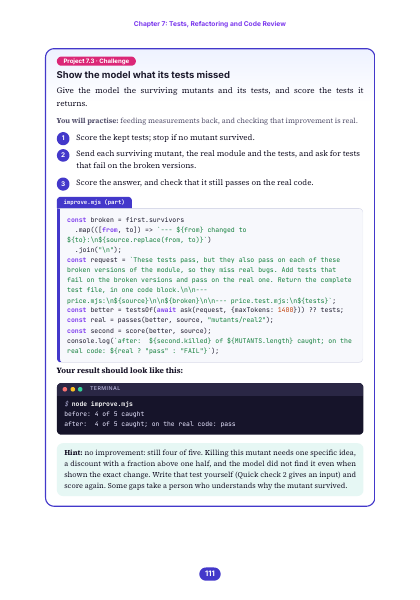 Chapter 7: Tests, Refactoring and Code Review
Project 7.3 · Challenge
Show the model what its tests missed
Give the model the surviving mutants and its tests, and score the tests it
returns.
You will practise: feeding measurements back, and checking that improvement is real.
1 Score the kept tests; stop if no mutant survived.
2 Send each surviving mutant, the real module and the tests, and ask for tests
that fail on the broken versions.
3 Score the answer, and check that it still passes on the real code.
improve.mjs (part)
const broken = first.survivors
.map(([from, to]) => `--- ${from} changed to
${to}:\n${source.replace(from, to)}`)
.join("\n");
const request = `These tests pass, but they also pass on each of these
broken versions of the module, so they miss real bugs. Add tests that
fail on the broken versions and pass on the real one. Return the complete
test file, in one code block.\n\n---
price.mjs:\n${source}\n\n${broken}\n\n--- price.test.mjs:\n${tests}`;
const better = testsOf(await ask(request, {maxTokens: 1400})) ?? tests;
const real = passes(better, source, "mutants/real2");
const second = score(better, source);
console.log(`after:  ${second.killed} of ${MUTANTS.length} caught; on the
real code: ${real ? "pass" : "FAIL"}`);
Your result should look like this:
TERMINAL
$ node improve.mjs
before: 4 of 5 caught
after:  4 of 5 caught; on the real code: pass
Hint: no improvement: still four of five. Killing this mutant needs one specific idea,
a discount with a fraction above one half, and the model did not find it even when
shown the exact change. Write that test yourself (Quick check 2 gives an input) and
score again. Some gaps take a person who understands why the mutant survived.
111